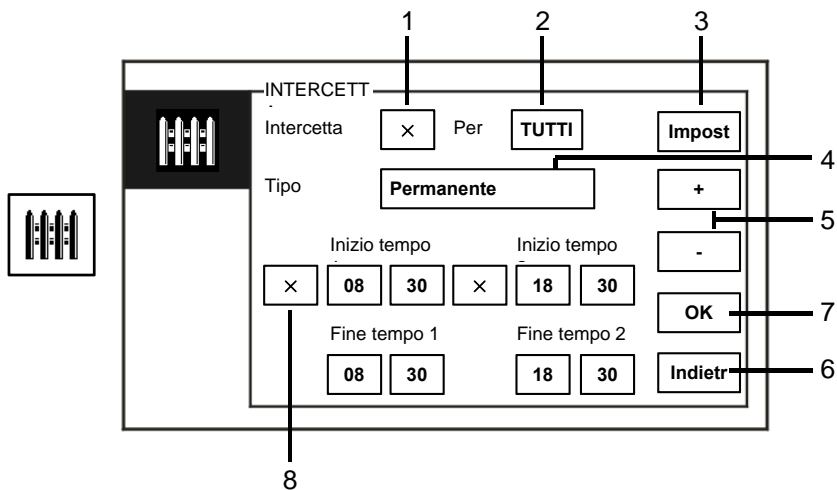 1 2 3
INTERCETT
Intercetta × Per TUTTI Impost
4
Tipo Permanente +
5
Inizio tempo Inizio tempo -
× 08 30 × 18 30
OK 7
Fine tempo 1 Fine tempo 2
08 30 18 30 Indietr 6
8